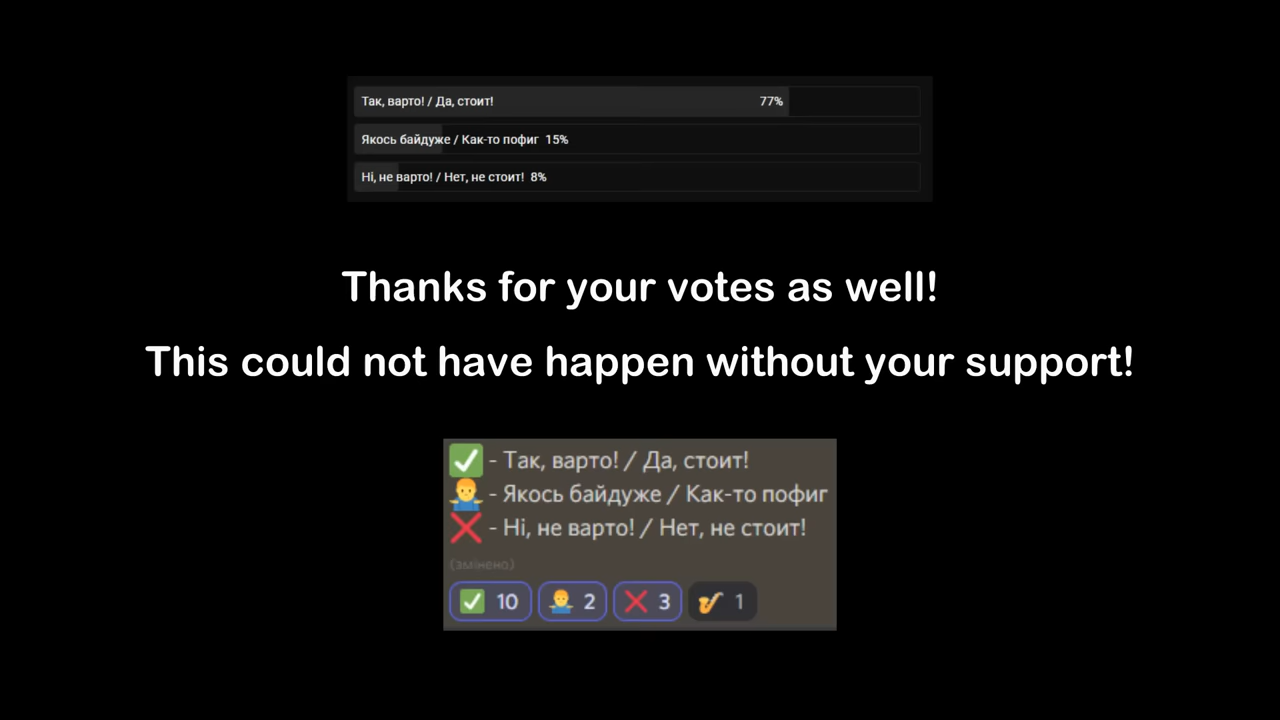 Так, варто! / Да, стоит! 77%
Якось байдуже / Как-то пофиг 15%
Ні, не варто! / Нет, не стоит! 8%
Thanks for your votes as well!
This could not have happen without your support!
✅ - Так, варто! / Да, стоит!
🤷‍♂️ - Якось байдуже / Как-то пофиг
❌ - Ні, не варто! / Нет, не стоит!
(змінено)
✅ 10 🤷‍♂️ 2 ❌ 3 🎷 1